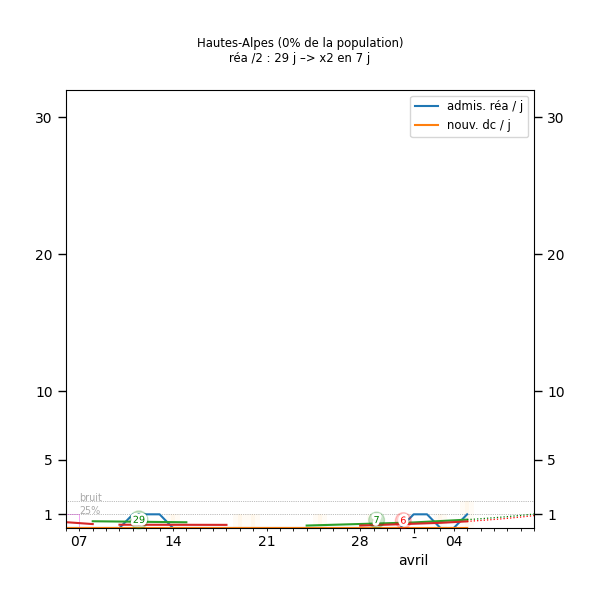 Hautes-Alpes (0% de la population)
réa /2 : 29 j –> x2 en 7 j
admis. réa / j
nouv. dc / j
30 30
20 20
10 10
5 5
bruit
25%
1 1
29 7 6
07 14 21 28 - 04
avril